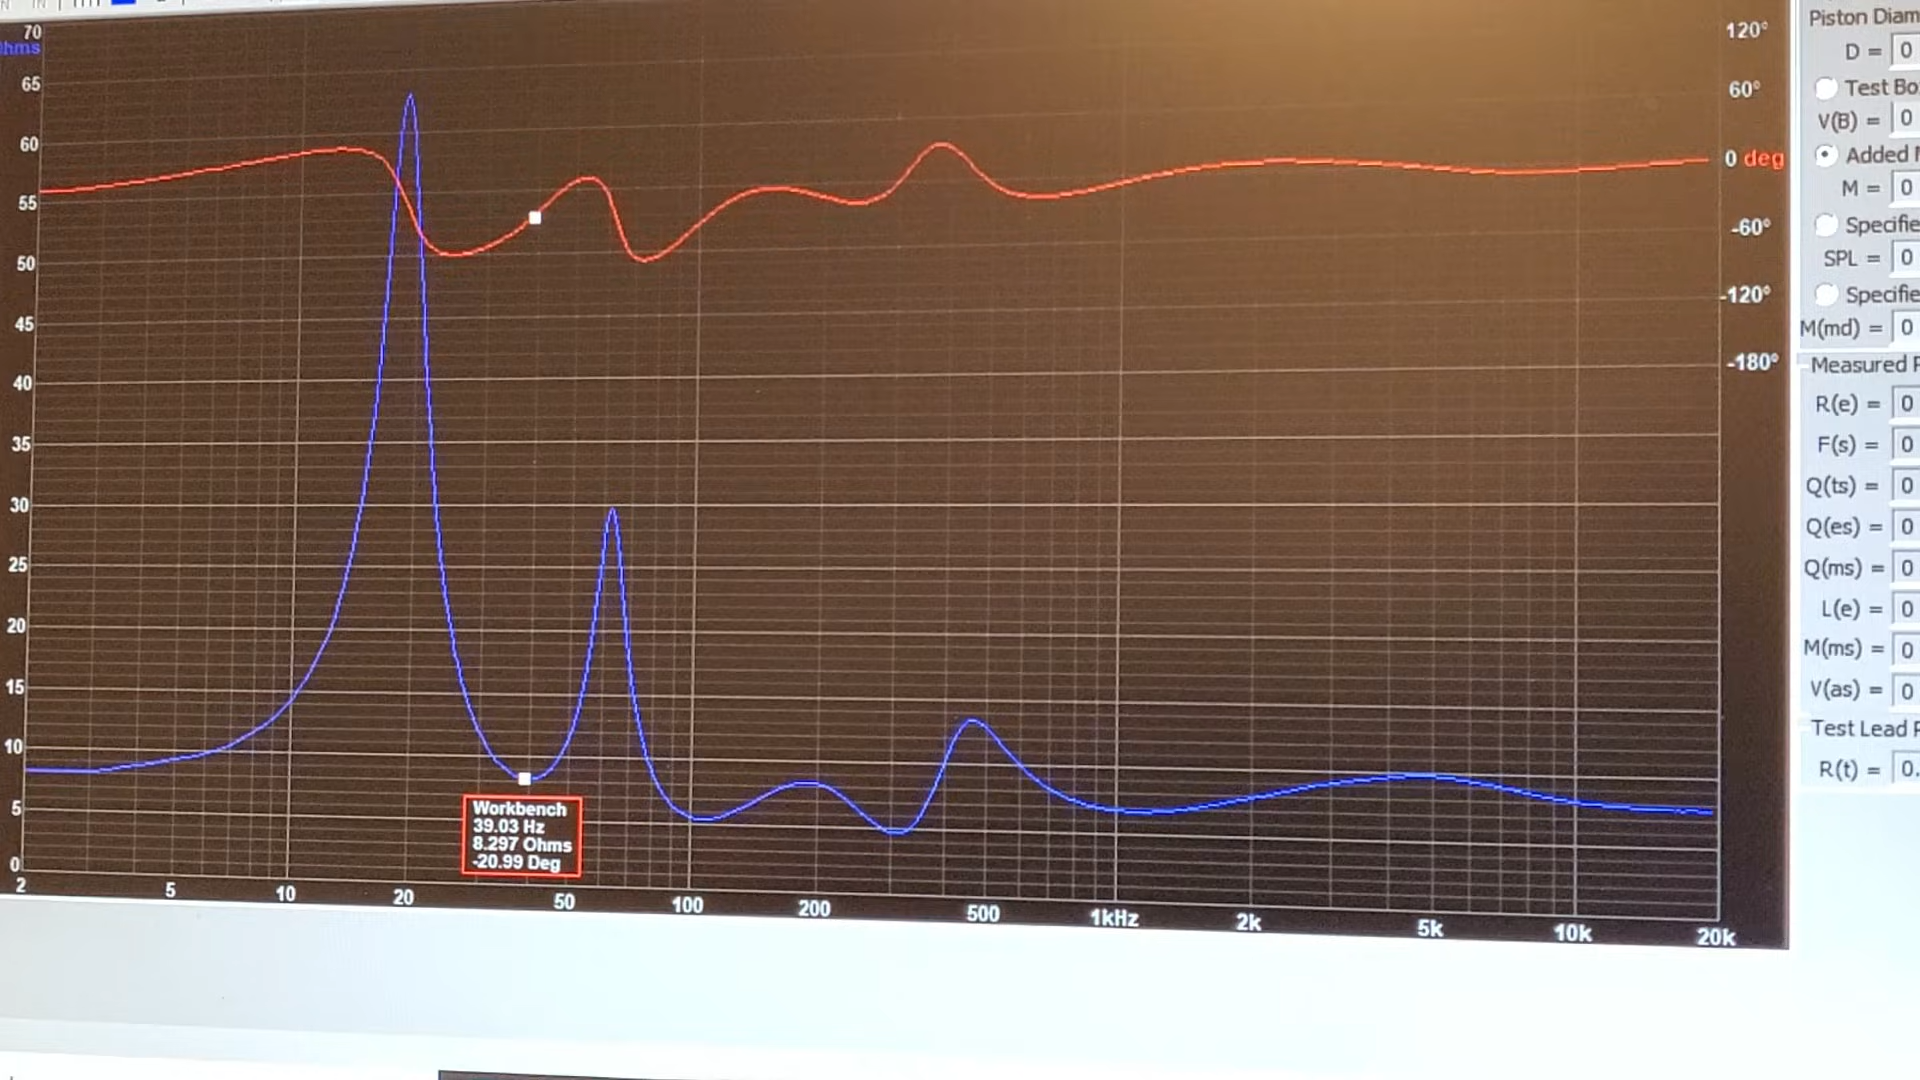 70
Ohms
65
60
55
50
45
40
35
30
25
20
15
10
5
0
2
5
10
20
50
100
200
500
1kHz
2k
5k
10k
20k
120°
60°
0 deg
-60°
-120°
-180°
Workbench
39.03 Hz
8.297 Ohms
-20.99 Deg
Piston Diam
D = 0
Test Bo
V(B) = 0
Added
M = 0
Specifie
SPL = 0
Specifie
M(md) = 0
Measured
R(e) = 0
F(s) = 0
Q(ts) = 0
Q(es) = 0
Q(ms) = 0
L(e) = 0
M(ms) = 0
V(as) = 0
Test Lead
R(t) = 0.